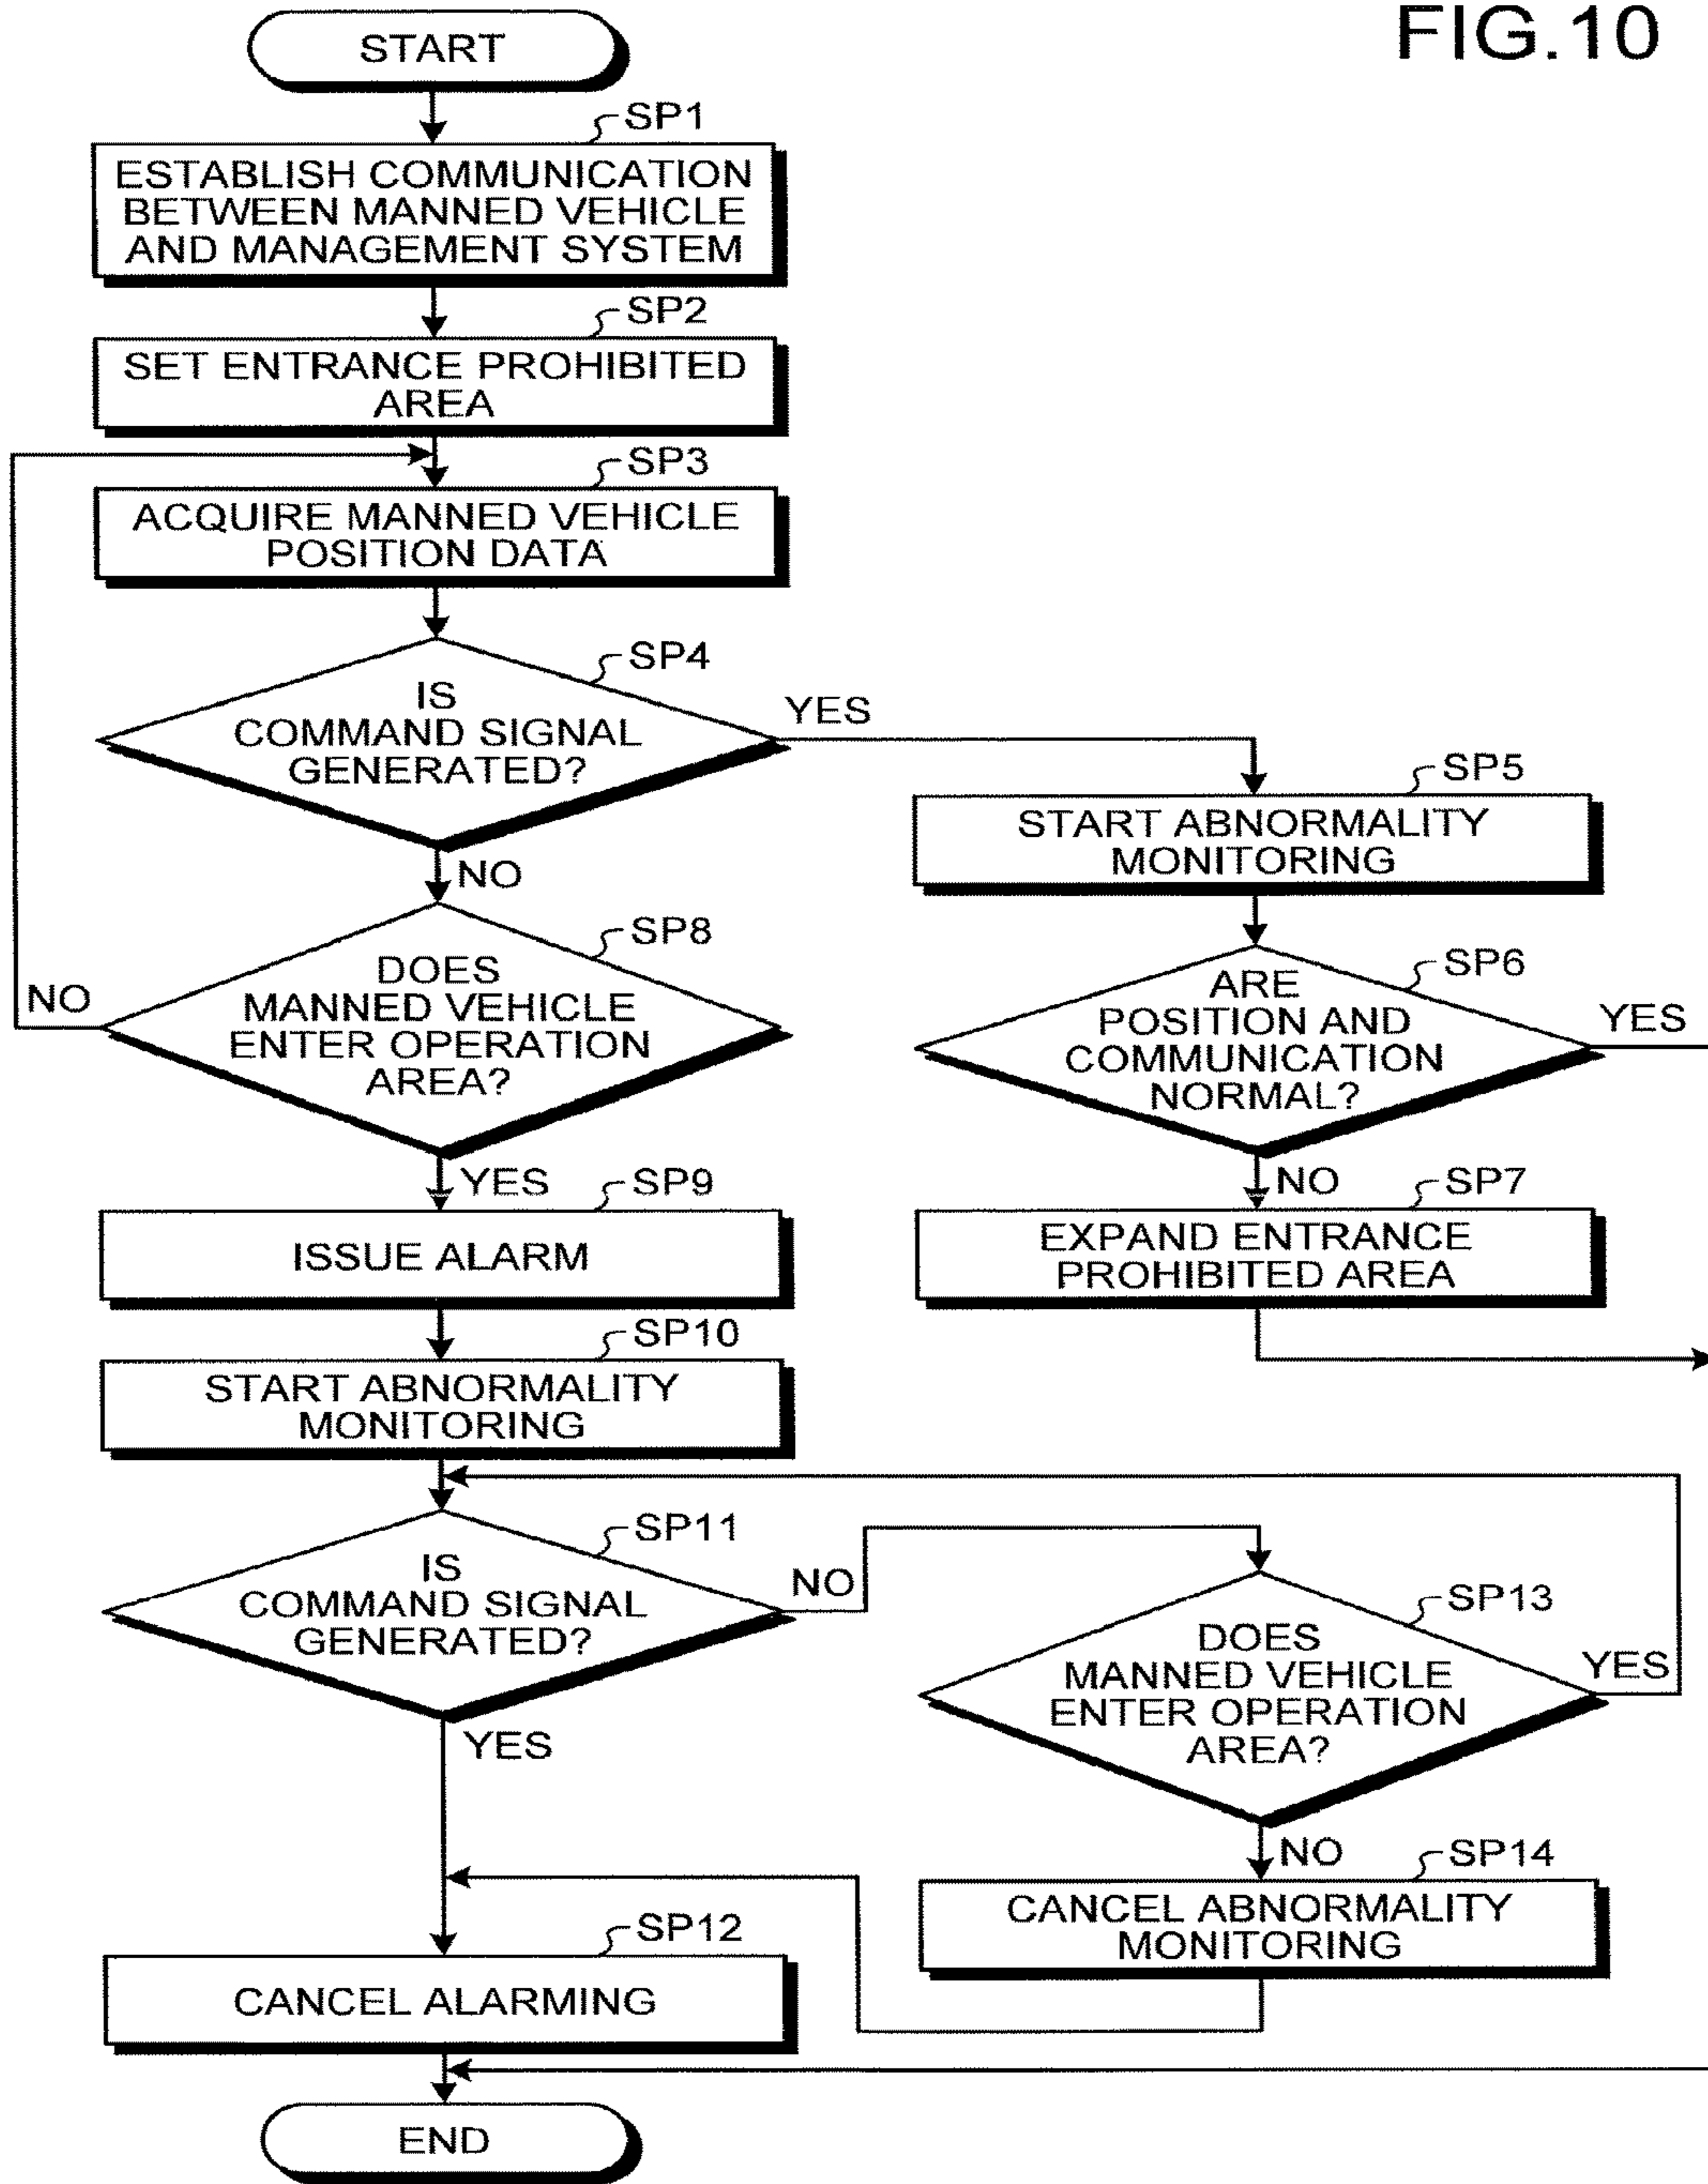 FIG.10
START
SP1
ESTABLISH COMMUNICATION
BETWEEN MANNED VEHICLE
AND MANAGEMENT SYSTEM
SP2
SET ENTRANCE PROHIBITED
AREA
SP3
ACQUIRE MANNED VEHICLE
POSITION DATA
SP4
IS
COMMAND SIGNAL
GENERATED?
YES
NO
SP5
START ABNORMALITY
MONITORING
SP6
ARE
POSITION AND
COMMUNICATION
NORMAL?
YES
NO
SP7
EXPAND ENTRANCE
PROHIBITED AREA
SP8
DOES
MANNED VEHICLE
ENTER OPERATION
AREA?
NO
YES
SP9
ISSUE ALARM
SP10
START ABNORMALITY
MONITORING
SP11
IS
COMMAND SIGNAL
GENERATED?
NO
YES
SP13
DOES
MANNED VEHICLE
ENTER OPERATION
AREA?
YES
NO
SP14
CANCEL ABNORMALITY
MONITORING
SP12
CANCEL ALARMING
END